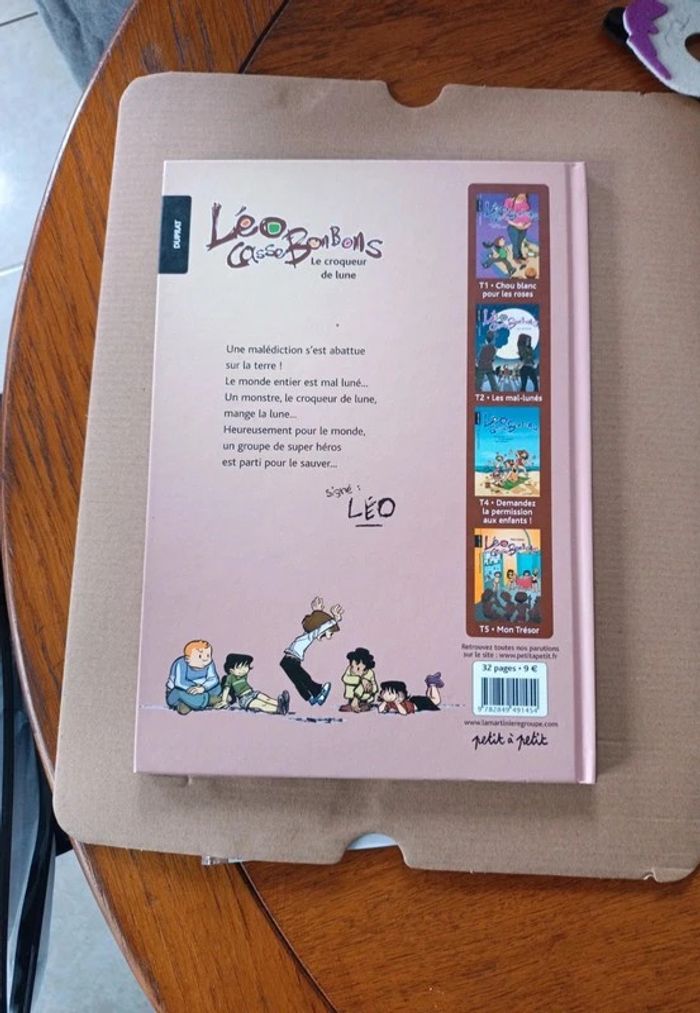 DUPRAT
Léo
Casse BonBons
Le croqueur
de lune
Une malédiction s'est abattue
sur la terre !
Le monde entier est mal luné...
Un monstre, le croqueur de lune,
mange la lune...
Heureusement pour le monde,
un groupe de super héros
est parti pour le sauver...
signé :
LÉO
T1 • Chou blanc
pour les roses
T2 • Les mal-lunés
T4 • Demandez
la permission
aux enfants !
T5 • Mon Trésor
Retrouvez toutes nos parutions
sur le site : www.petitapetit.fr
32 pages • 9 €
9 782849 491454
www.lamartinieregroupe.com
petit à petit